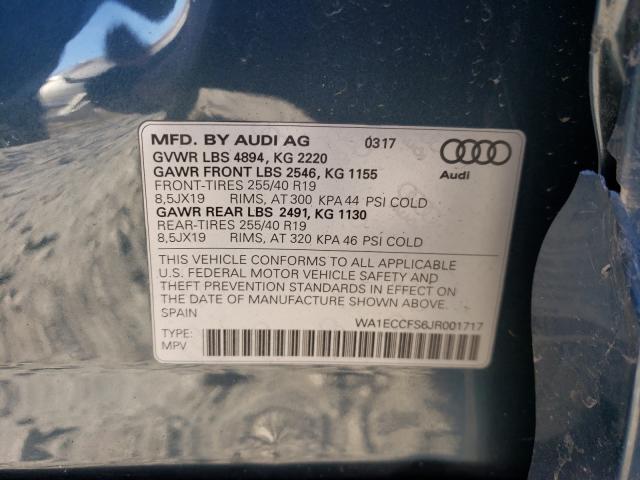 MFD. BY AUDI AG 0317
GVWR LBS 4894, KG 2220
GAWR FRONT LBS 2546, KG 1155
FRONT-TIRES 255/40 R19
8,5JX19 RIMS, AT 300 KPA 44 PSI COLD
GAWR REAR LBS 2491, KG 1130
REAR-TIRES 255/40 R19
8,5JX19 RIMS, AT 320 KPA 46 PSI COLD
Audi
THIS VEHICLE CONFORMS TO ALL APPLICABLE
U.S. FEDERAL MOTOR VEHICLE SAFETY AND
THEFT PREVENTION STANDARDS IN EFFECT ON
THE DATE OF MANUFACTURE SHOWN ABOVE.
SPAIN
WA1ECCFS6JR001717
TYPE:
MPV